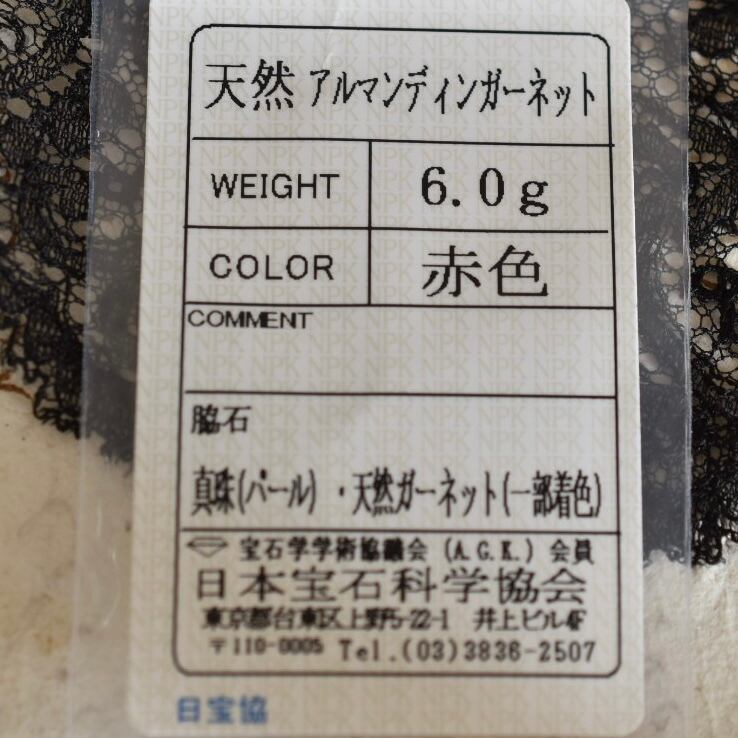 天然 アルマンディンガーネット
WEIGHT 6.0g
COLOR 赤色
COMMENT
脇石
真珠(パール)・天然ガーネット(一部着色)
宝石学学術協議会(A.G.K.)会員
日本宝石科学協会
東京都台東区上野5-22-1 井上ビル4F
〒110-0005 Tel.(03)3836-2507
日宝協